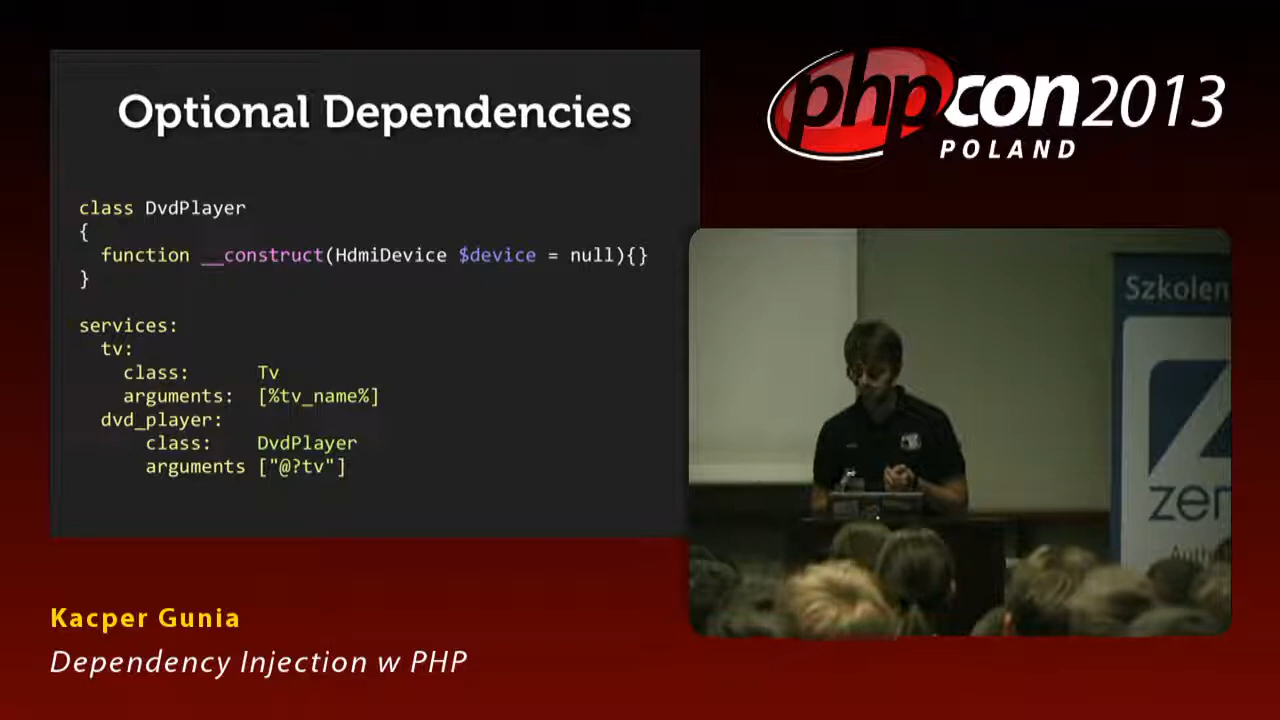 Optional Dependencies
class DvdPlayer
{
function __construct(HdmiDevice $device = null){}
}
services:
tv:
class: Tv
arguments: [%tv_name%]
dvd_player:
class: DvdPlayer
arguments ["@?tv"]
phpcon2013
POLAND
Szkolen
zer
Kacper Gunia
Dependency Injection w PHP